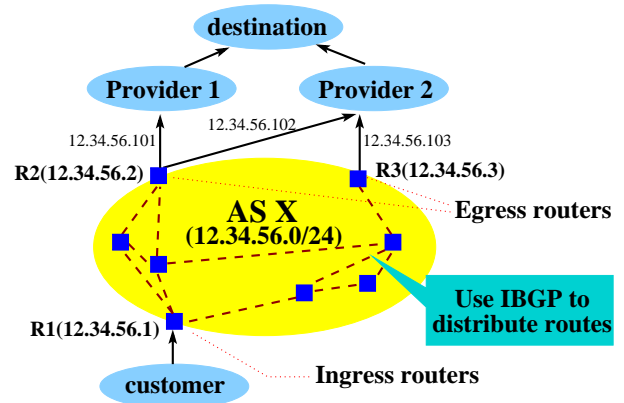 destination
Provider 1
Provider 2
12.34.56.101
12.34.56.102
12.34.56.103
R2(12.34.56.2)
R3(12.34.56.3)
AS X
(12.34.56.0/24)
Egress routers
Use IBGP to
distribute routes
R1(12.34.56.1)
Ingress routers
customer